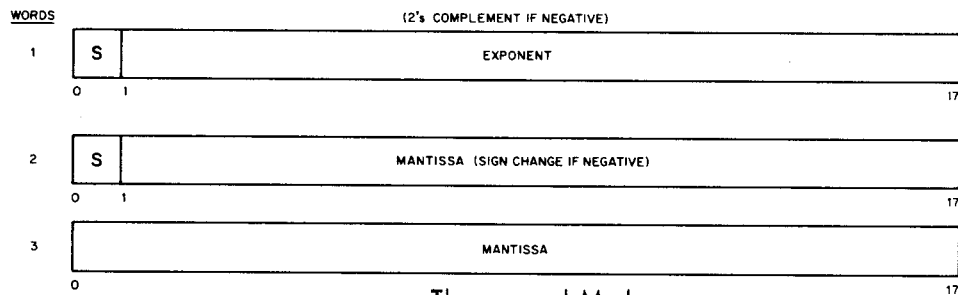 WORDS
(2's COMPLEMENT IF NEGATIVE)
1 S EXPONENT
0 1 17
2 S MANTISSA (SIGN CHANGE IF NEGATIVE)
0 1 17
3 MANTISSA
0 17